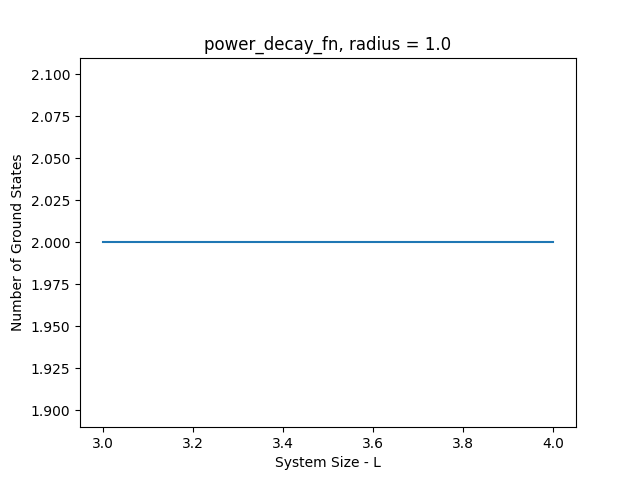 power_decay_fn, radius = 1.0
2.100
2.075
2.050
2.025
2.000
1.975
1.950
1.925
1.900
Number of Ground States
3.0 3.2 3.4 3.6 3.8 4.0
System Size - L